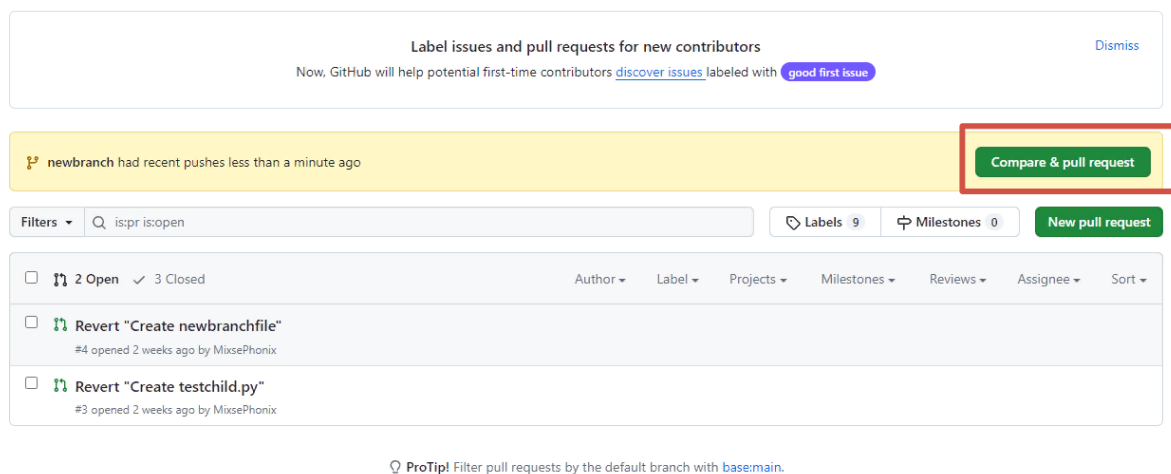 Label issues and pull requests for new contributors
Dismiss
Now, GitHub will help potential first-time contributors discover issues labeled with good first issue
newbranch had recent pushes less than a minute ago
Compare & pull request
Filters
is:pr is:open
Labels 9
Milestones 0
New pull request
2 Open
3 Closed
Author
Label
Projects
Milestones
Reviews
Assignee
Sort
Revert "Create newbranchfile"
#4 opened 2 weeks ago by MixsePhonix
Revert "Create testchild.py"
#3 opened 2 weeks ago by MixsePhonix
ProTip! Filter pull requests by the default branch with base:main.